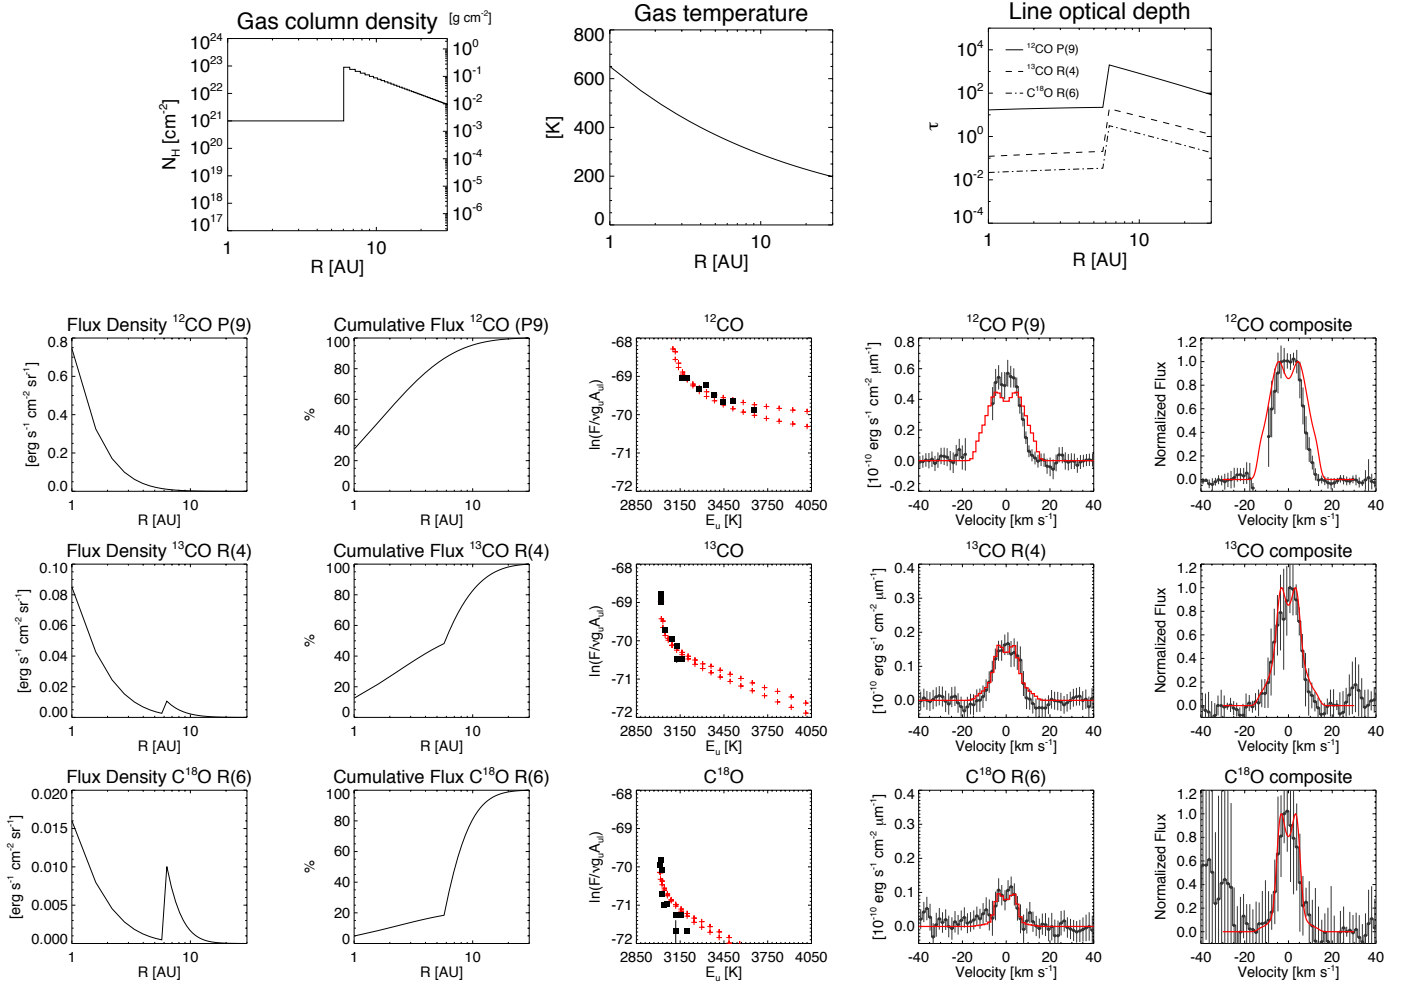 Gas column density [g cm⁻²]
10²⁴
10²³
10²²
10²¹
10²⁰
10¹⁹
10¹⁸
10¹⁷
N_H [cm⁻²]
10⁰
10⁻¹
10⁻²
10⁻³
10⁻⁴
10⁻⁵
10⁻⁶
1 10
R [AU]
Gas temperature
800
600
400
200
0
[K]
1 10
R [AU]
Line optical depth
10⁴
10²
10⁰
10⁻²
10⁻⁴
τ
¹²CO P(9)
¹³CO R(4)
C¹⁸O R(6)
1 10
R [AU]
Flux Density ¹²CO P(9)
0.8
0.6
0.4
0.2
0.0
[erg s⁻¹ cm⁻² sr⁻¹]
1 10
R [AU]
Cumulative Flux ¹²CO (P9)
100
80
60
40
20
0
%
1 10
R [AU]
¹²CO
-68
-69
-70
-71
-72
ln(F/νg_uA_ul)
2850 3150 3450 3750 4050
E_u [K]
¹²CO P(9)
0.8
0.6
0.4
0.2
0.0
-0.2
[10⁻¹⁰ erg s⁻¹ cm⁻² μm⁻¹]
-40 -20 0 20 40
Velocity [km s⁻¹]
¹²CO composite
1.2
1.0
0.8
0.6
0.4
0.2
0.0
Normalized Flux
-40 -20 0 20 40
Velocity [km s⁻¹]
Flux Density ¹³CO R(4)
0.10
0.08
0.06
0.04
0.02
0.00
[erg s⁻¹ cm⁻² sr⁻¹]
1 10
R [AU]
Cumulative Flux ¹³CO R(4)
100
80
60
40
20
0
%
1 10
R [AU]
¹³CO
-68
-69
-70
-71
-72
ln(F/νg_uA_ul)
2850 3150 3450 3750 4050
E_u [K]
¹³CO R(4)
0.4
0.3
0.2
0.1
0.0
[10⁻¹⁰ erg s⁻¹ cm⁻² μm⁻¹]
-40 -20 0 20 40
Velocity [km s⁻¹]
¹³CO composite
1.2
1.0
0.8
0.6
0.4
0.2
0.0
Normalized Flux
-40 -20 0 20 40
Velocity [km s⁻¹]
Flux Density C¹⁸O R(6)
0.020
0.015
0.010
0.005
0.000
[erg s⁻¹ cm⁻² sr⁻¹]
1 10
R [AU]
Cumulative Flux C¹⁸O R(6)
100
80
60
40
20
0
%
1 10
R [AU]
C¹⁸O
-68
-69
-70
-71
-72
ln(F/νg_uA_ul)
2850 3150 3450 3750 4050
E_u [K]
C¹⁸O R(6)
0.4
0.3
0.2
0.1
0.0
[10⁻¹⁰ erg s⁻¹ cm⁻² μm⁻¹]
-40 -20 0 20 40
Velocity [km s⁻¹]
C¹⁸O composite
1.2
1.0
0.8
0.6
0.4
0.2
0.0
Normalized Flux
-40 -20 0 20 40
Velocity [km s⁻¹]